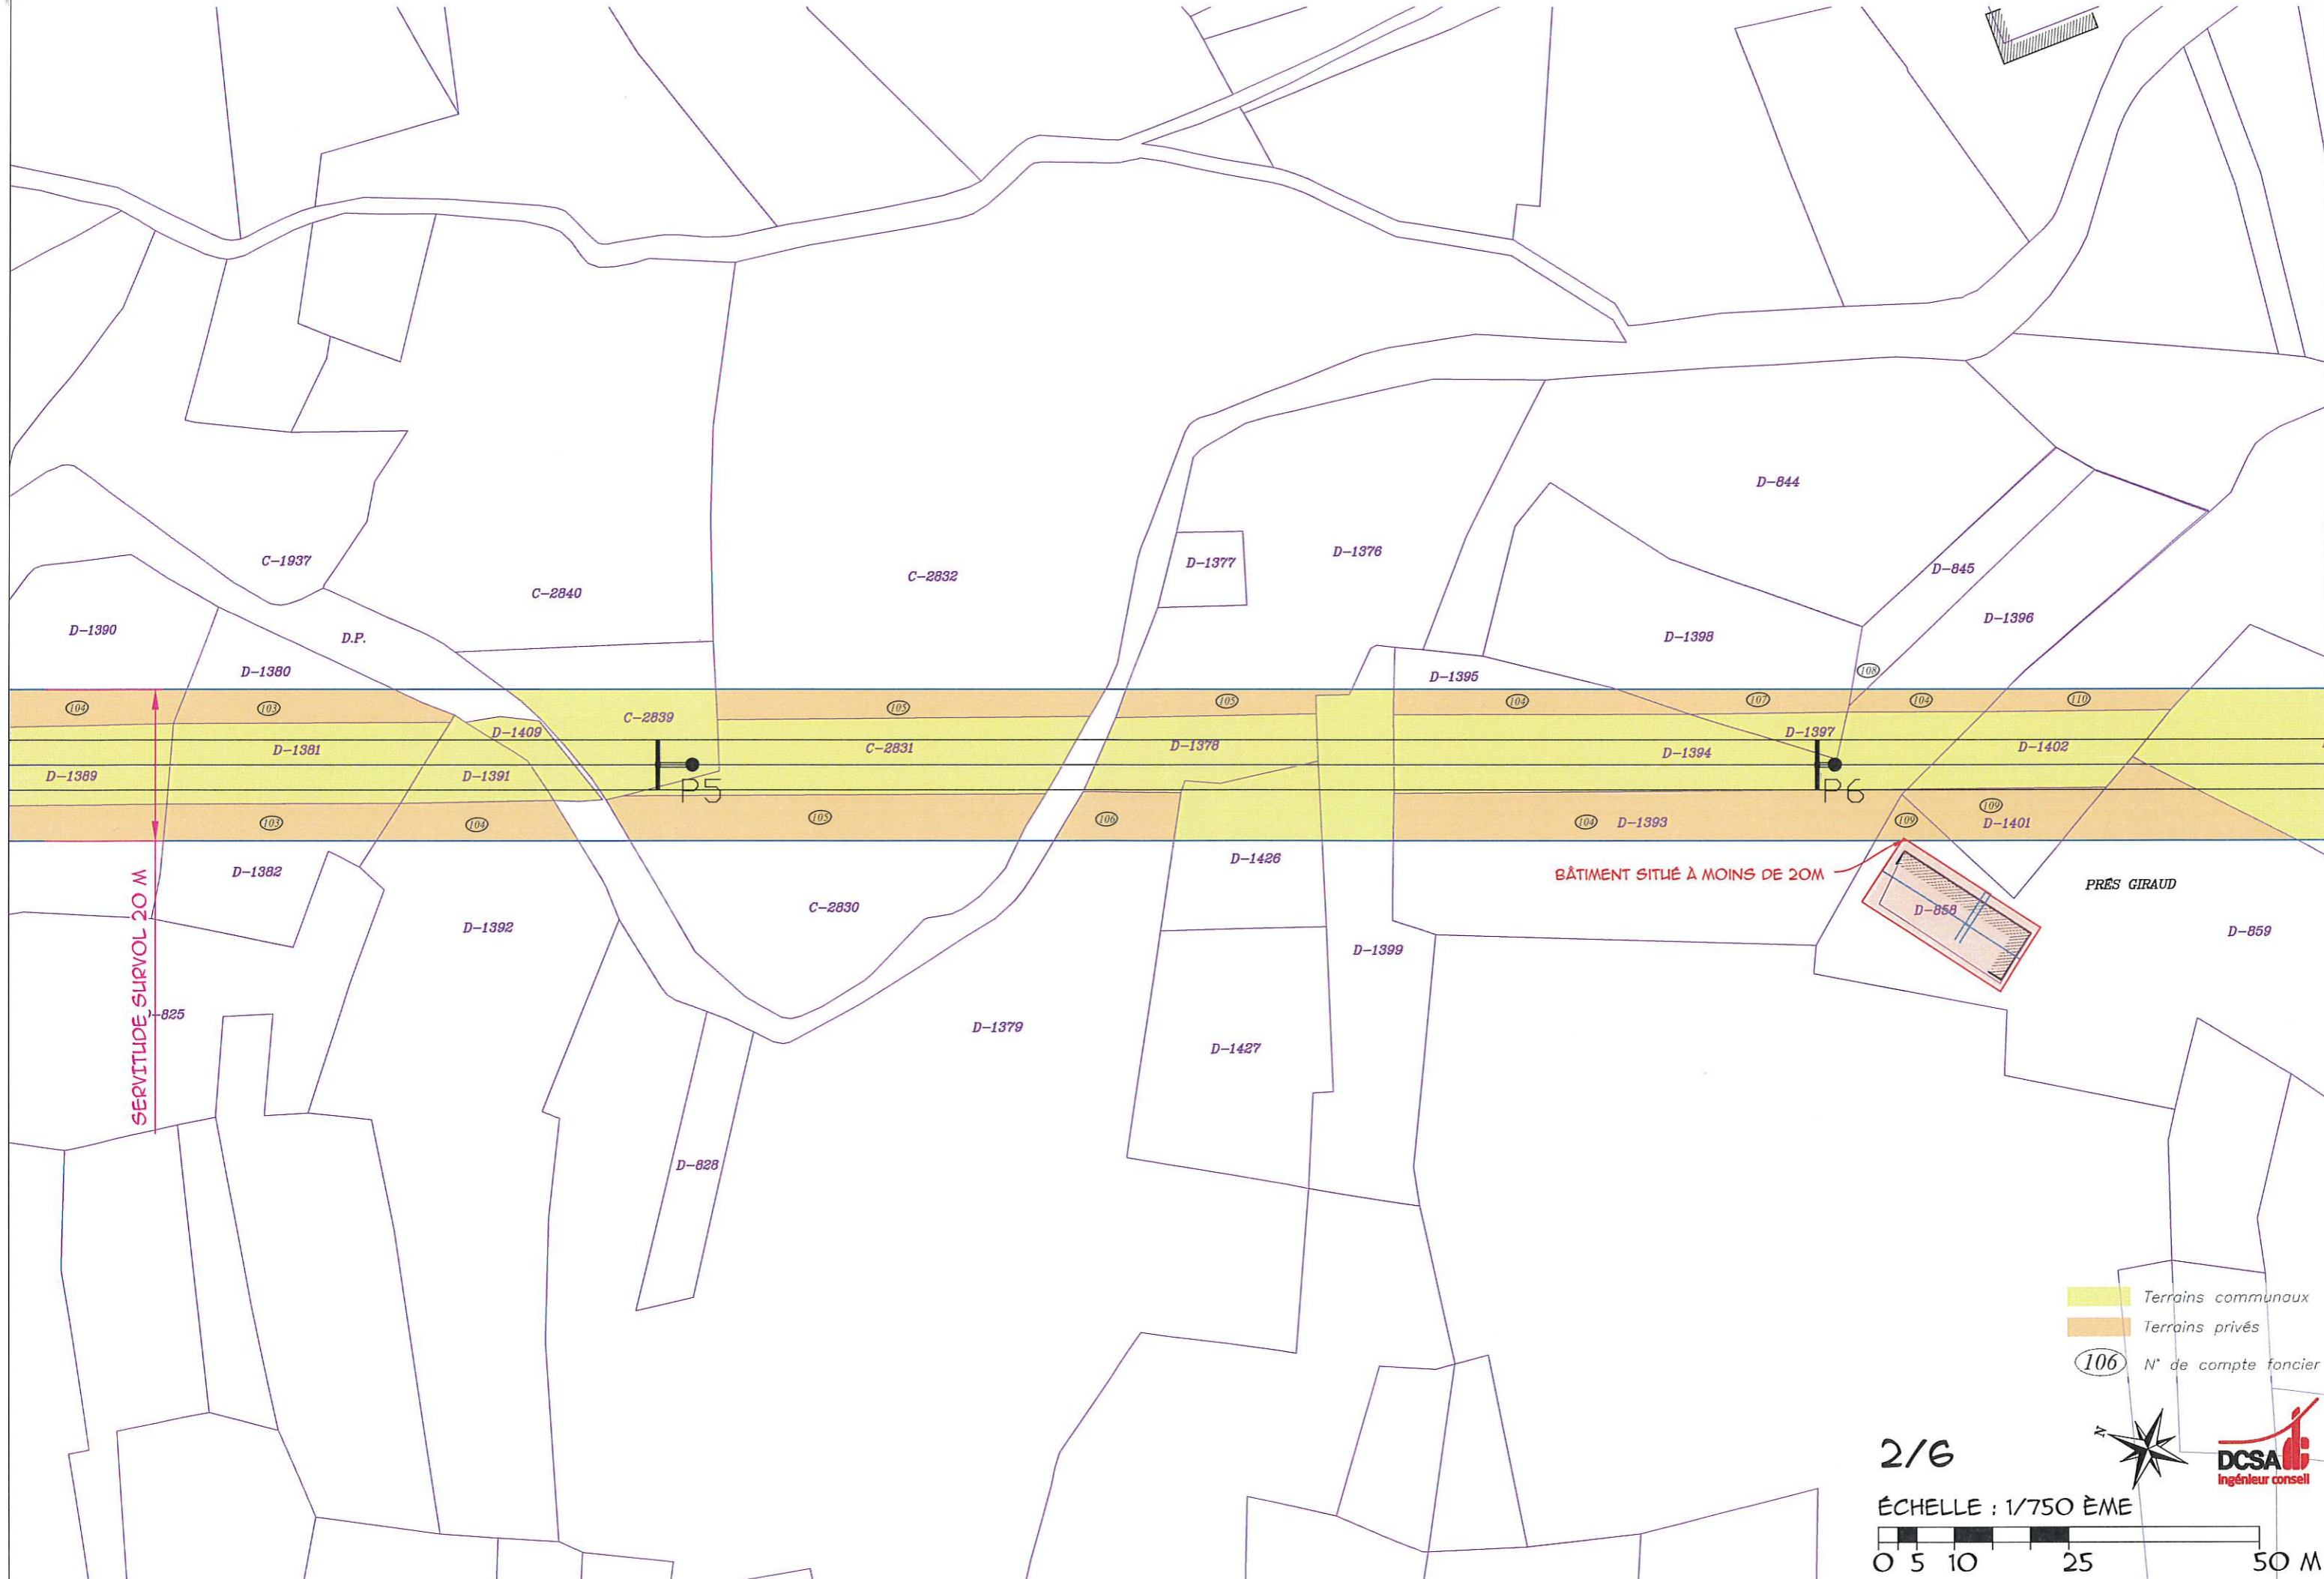 D-844
D-1376
D-1377
C-1937
D-845
C-2832
C-2840
D-1396
D-1390
D.P.
D-1398
D-1380
108
D-1395
104
103
105
105
104
107
104
110
C-2839
D-1409
D-1397
D-1381
C-2831
D-1378
D-1394
D-1402
D-1389
D-1391
P5
P6
103
104
105
106
104
D-1393
109
109
D-1401
D-1382
D-1426
BÂTIMENT SITUÉ À MOINS DE 20M
PRÉS GIRAUD
D-1392
C-2830
D-858
D-859
D-1399
SERVITUDE SURVOL 20 M
-825
D-1379
D-1427
D-828
Terrains communaux
Terrains privés
106 N° de compte foncier
N
2/6
DCSA
Ingénieur conseil
ÉCHELLE : 1/750 ÈME
0 5 10 25 50 M